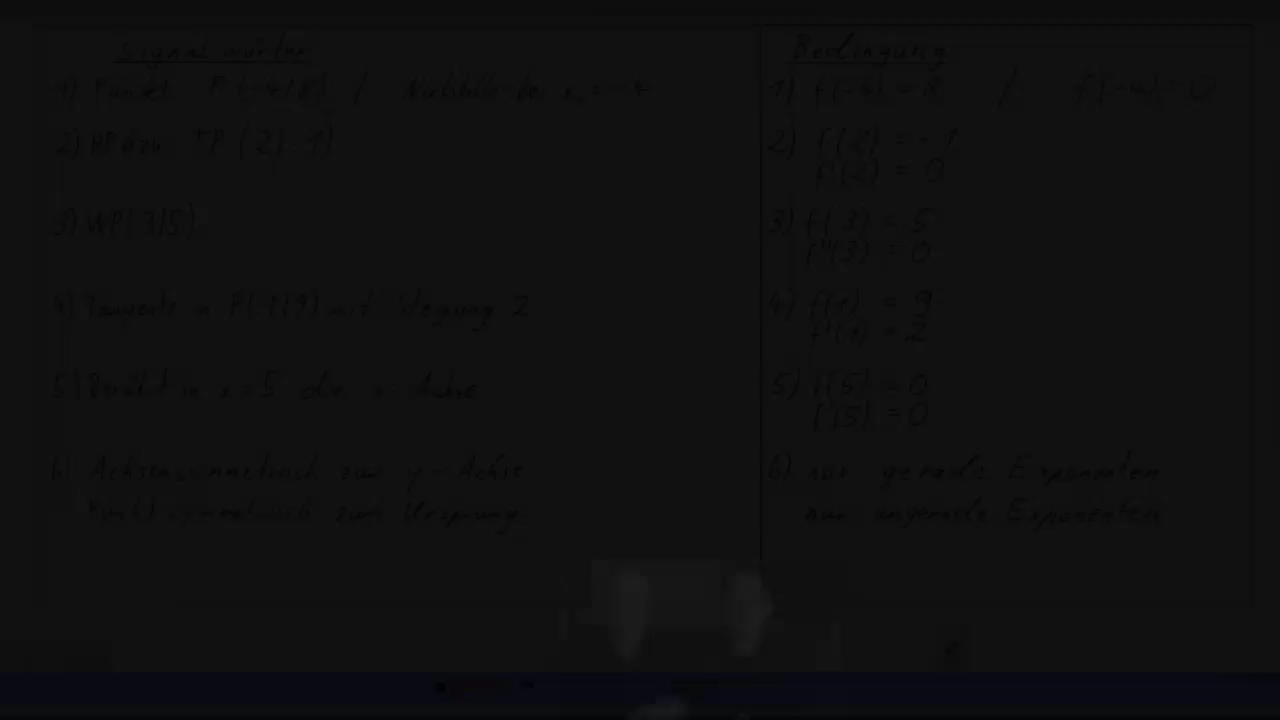 Signalwörter
Bedingung
1) Punkt P(-4|8) / Nullstelle bei x₀ = -4
1) f(-4) = 8 / f(-4) = 0
2) HP bzw. TP (2|-1)
2) f(2) = -1
f'(2) = 0
3) WP(3|5)
3) f(3) = 5
f''(3) = 0
4) Tangente in P(1|9) mit Steigung 2
4) f(1) = 9
f'(1) = 2
5) Berührt in x=5 die x-Achse
5) f(5) = 0
f'(5) = 0
6) Achsensymmetrisch zur y-Achse
6) nur gerade Exponenten
Punktsymmetrisch zum Ursprung
nur ungerade Exponenten